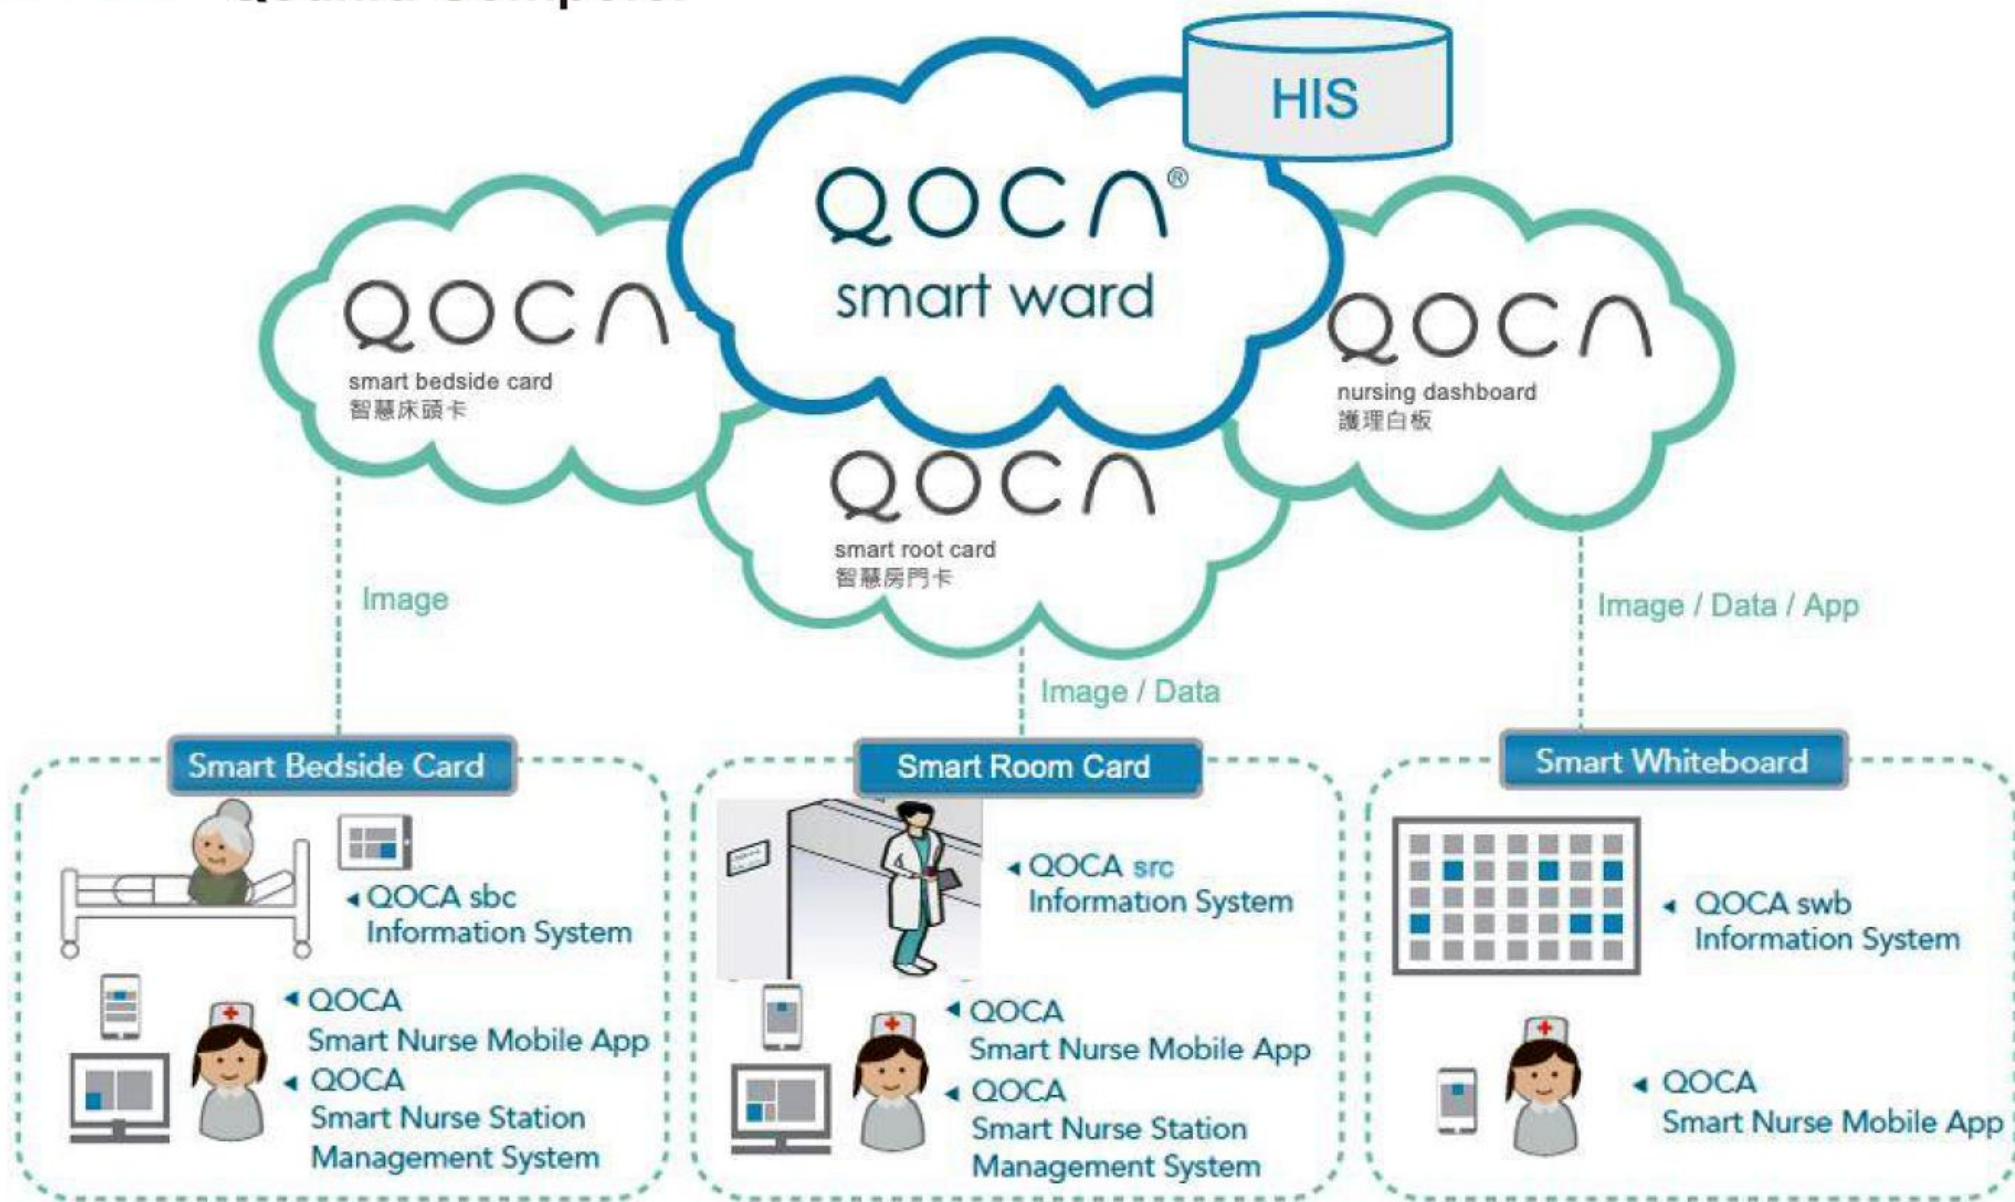 HIS
QOCA®
smart ward
QOCA
smart bedside card
智慧床頭卡
QOCA
nursing dashboard
護理白板
QOCA
smart root card
智慧房門卡
Image
Image / Data / App
Image / Data
Smart Bedside Card
QOCA sbc
Information System
QOCA
Smart Nurse Mobile App
QOCA
Smart Nurse Station
Management System
Smart Room Card
QOCA src
Information System
QOCA
Smart Nurse Mobile App
QOCA
Smart Nurse Station
Management System
Smart Whiteboard
QOCA swb
Information System
QOCA
Smart Nurse Mobile App